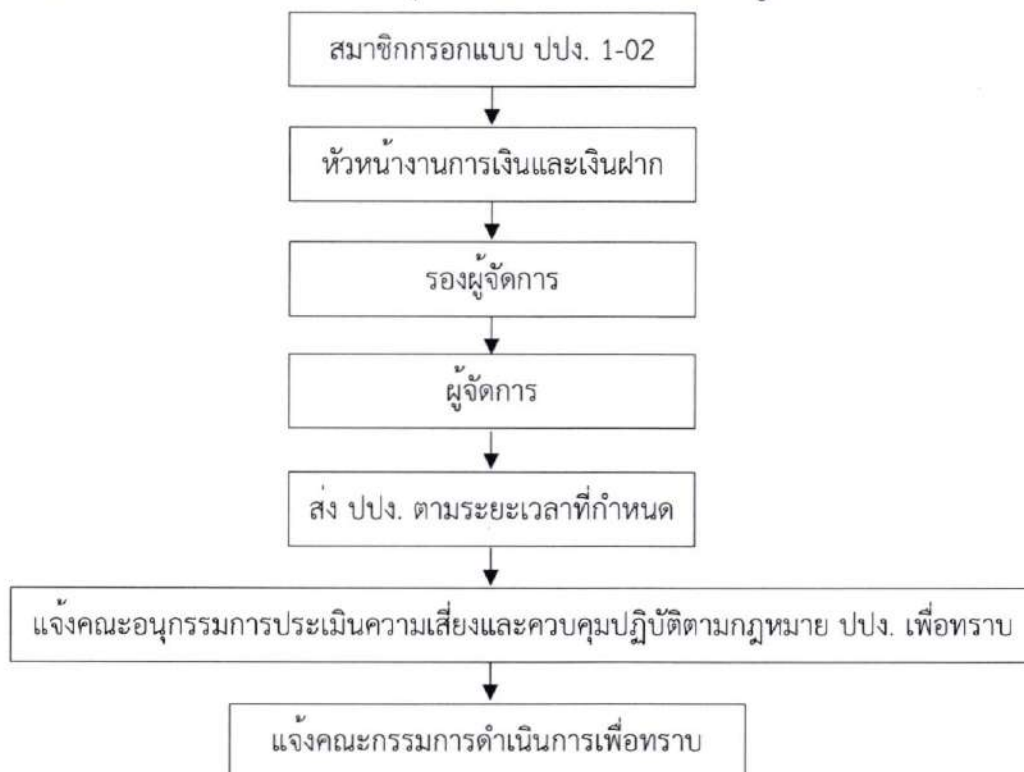 สมาชิกกรอกแบบ ปปง. 1-02
หัวหน้างานการเงินและเงินฝาก
รองผู้จัดการ
ผู้จัดการ
ส่ง ปปง. ตามระยะเวลาที่กำหนด
แจ้งคณะอนุกรรมการประเมินความเสี่ยงและควบคุมปฏิบัติตามกฎหมาย ปปง. เพื่อทราบ
แจ้งคณะกรรมการดำเนินการเพื่อทราบ